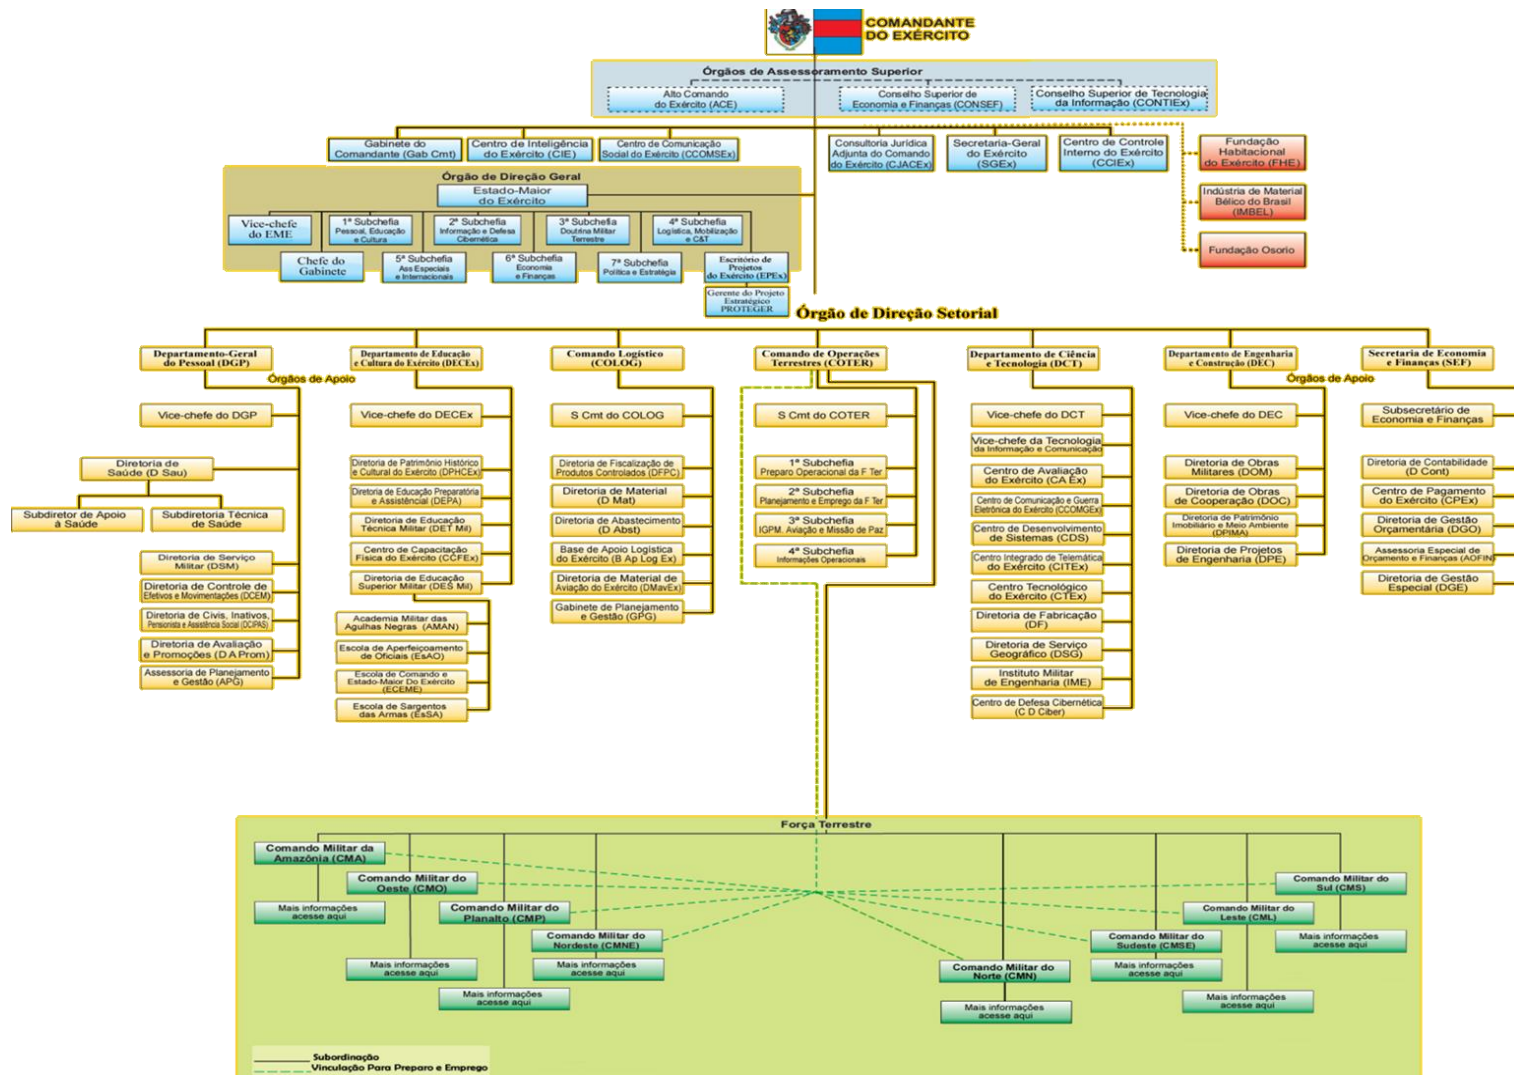 COMANDANTE
DO EXÉRCITO
Órgãos de Assessoramento Superior
Alto Comando
do Exército (ACE)
Conselho Superior de
Economia e Finanças (CONSEF)
Conselho Superior de Tecnologia
da Informação (CONTIEx)
Gabinete do
Comandante (Gab Cmt)
Centro de Inteligência
do Exército (CIE)
Centro de Comunicação
Social do Exército (CCOMSEx)
Consultoria Jurídica
Adjunta do Comando
do Exército (CJACEx)
Secretaria-Geral
do Exército (SGEx)
Centro de Controle
Interno do Exército (CCIEx)
Fundação
Habitacional
do Exército (FHE)
Indústria de Material
Bélico do Brasil
(IMBEL)
Fundação Osorio
Órgão de Direção Geral
Estado-Maior
do Exército
Vice-chefe
do EME
1ª Subchefia
Pessoal, Educação
e Cultura
2ª Subchefia
Informação e Defesa
Cibernética
3ª Subchefia
Doutrina Militar
Terrestre
4ª Subchefia
Logística, Mobilização
e C&T
Chefe do
Gabinete
5ª Subchefia
Ass Especiais
e Internacionais
6ª Subchefia
Economia
e Finanças
7ª Subchefia
Política e Estratégia
Escritório de
Projetos
do Exército (EPEx)
Gerente do Projeto
Estratégico
PROTEGER
Órgão de Direção Setorial
Departamento-Geral
do Pessoal (DGP)
Órgãos de Apoio
Vice-chefe do DGP
Diretoria de
Saúde (D Sau)
Subdiretor de Apoio
à Saúde
Subdiretoria Técnica
de Saúde
Diretoria de Serviço
Militar (DSM)
Diretoria de Controle de
Efetivos e Movimentações (DCEM)
Diretoria de Civis, Inativos,
Pensionista e Assistência Social (DCIPAS)
Diretoria de Avaliação
e Promoções (D A Prom)
Assessoria de Planejamento
e Gestão (APG)
Departamento de Educação
e Cultura do Exército (DECEx)
Vice-chefe do DECEx
Diretoria de Patrimônio Histórico
e Cultural do Exército (DPHCEx)
Diretoria de Educação Preparatória
e Assistêncial (DEPA)
Diretoria de Educação
Técnica Militar (DET Mil)
Centro de Capacitação
Física do Exército (CCFEx)
Diretoria de Educação
Superior Militar (DES Mil)
Academia Militar das
Agulhas Negras (AMAN)
Escola de Aperfeiçoamento
de Oficiais (EsAO)
Escola de Comando e
Estado-Maior Do Exército
(ECEME)
Escola de Sargentos
das Armas (EsSA)
Comando Logístico
(COLOG)
S Cmt do COLOG
Diretoria de Fiscalização de
Produtos Controlados (DFPC)
Diretoria de Material
(D Mat)
Diretoria de Abastecimento
(D Abst)
Base de Apoio Logística
do Exército (B Ap Log Ex)
Diretoria de Material de
Aviação do Exército (DMavEx)
Gabinete de Planejamento
e Gestão (GPG)
Comando de Operações
Terrestres (COTER)
S Cmt do COTER
1ª Subchefia
Preparo Operacional da F Ter.
2ª Subchefia
Planejamento e Emprego da F Ter.
3ª Subchefia
IGPM. Aviação e Missão de Paz
4ª Subchefia
Informações Operacionais
Departamento de Ciência
e Tecnologia (DCT)
Vice-chefe do DCT
Vice-chefe da Tecnologia
da Informação e Comunicação
Centro de Avaliação
do Exército (CA Ex)
Centro de Comunicação e Guerra
Eletrônica do Exército (CCOMGEx)
Centro de Desenvolvimento
de Sistemas (CDS)
Centro Integrado de Telemática
do Exército (CITEx)
Centro Tecnológico
do Exército (CTEx)
Diretoria de Fabricação
(DF)
Diretoria de Serviço
Geográfico (DSG)
Instituto Militar
de Engenharia (IME)
Centro de Defesa Cibernética
(C D Ciber)
Departamento de Engenharia
e Construção (DEC)
Órgãos de Apoio
Vice-chefe do DEC
Diretoria de Obras
Militares (DOM)
Diretoria de Obras
de Cooperação (DOC)
Diretoria de Patrimônio
Imobiliário e Meio Ambiente
(DPIMA)
Diretoria de Projetos
de Engenharia (DPE)
Secretaria de Economia
e Finanças (SEF)
Subsecretário de
Economia e Finanças
Diretoria de Contabilidade
(D Cont)
Centro de Pagamento
do Exército (CPEx)
Diretoria de Gestão
Orçamentária (DGO)
Assessoria Especial de
Orçamento e Finanças (AOFIN)
Diretoria de Gestão
Especial (DGE)
Força Terrestre
Comando Militar da
Amazônia (CMA)
Mais informações
acesse aqui
Comando Militar do
Oeste (CMO)
Mais informações
acesse aqui
Comando Militar do
Planalto (CMP)
Mais informações
acesse aqui
Comando Militar do
Nordeste (CMNE)
Mais informações
acesse aqui
Comando Militar do
Norte (CMN)
Mais informações
acesse aqui
Comando Militar do
Sudeste (CMSE)
Mais informações
acesse aqui
Comando Militar do
Leste (CML)
Mais informações
acesse aqui
Comando Militar do
Sul (CMS)
Mais informações
acesse aqui
Subordinação
Vinculação Para Preparo e Emprego